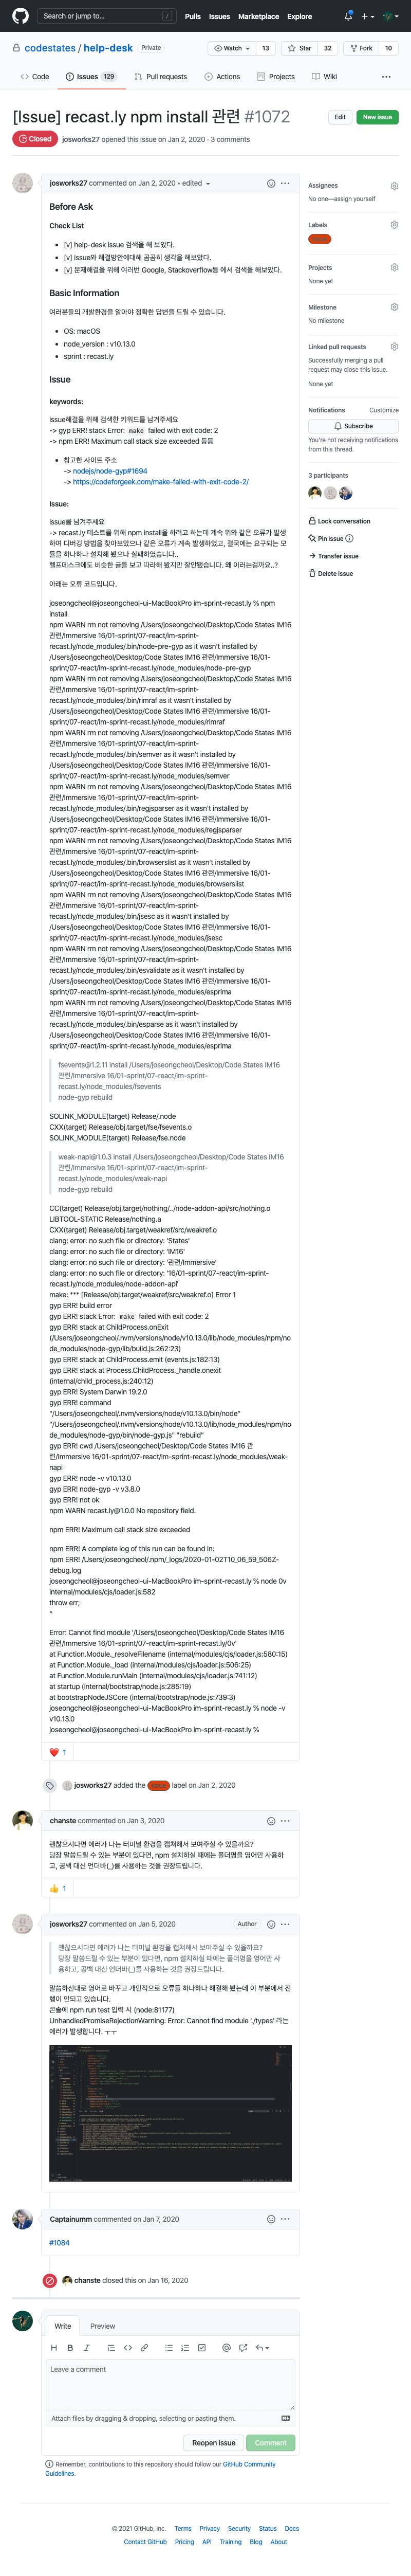 Search or jump to...
/
Pulls Issues Marketplace Explore
codestates / help-desk Private
Watch 13 Star 32 Fork 10
Code Issues 129 Pull requests Actions Projects Wiki
[Issue] recast.ly npm install 관련 #1072
Edit New issue
Closed josworks27 opened this issue on Jan 2, 2020 · 3 comments
josworks27 commented on Jan 2, 2020 • edited
Before Ask
Check List
[v] help-desk issue 검색을 해 보았다.
[v] issue와 해결방안에대해 곰곰히 생각을 해보았다.
[v] 문제해결을 위해 여러번 Google, Stackoverflow등 에서 검색을 해보았다.
Basic Information
여러분들의 개발환경을 알아야 정확한 답변을 드릴 수 있습니다.
OS: macOS
node_version : v10.13.0
sprint : recast.ly
Issue
keywords:
issue해결을 위해 검색한 키워드를 남겨주세요
-> gyp ERR! stack Error: make failed with exit code: 2
-> npm ERR! Maximum call stack size exceeded 등등
참고한 사이트 주소
-> nodejs/node-gyp#1694
-> https://codeforgeek.com/make-failed-with-exit-code-2/
Issue:
issue를 남겨주세요
-> recast.ly 테스트를 위해 npm install을 하려고 하는데 계속 위와 같은 오류가 발생
하여 디버깅 방법을 찾아보았으나 같은 오류가 계속 발생하였고, 결국에는 요구되는 모
듈을 하나하나 설치해 봤으나 실패하였습니다..
헬프데스크에도 비슷한 글을 보고 따라해 봤지만 잘안됐습니다. 왜 이러는걸까요..?
아래는 오류 코드입니다.
joseongcheol@joseongcheol-ui-MacBookPro im-sprint-recast.ly % npm
install
npm WARN rm not removing /Users/joseongcheol/Desktop/Code States IM16
관련/Immersive 16/01-sprint/07-react/im-sprint-
recast.ly/node_modules/.bin/node-pre-gyp as it wasn't installed by
/Users/joseongcheol/Desktop/Code States IM16 관련/Immersive 16/01-
sprint/07-react/im-sprint-recast.ly/node_modules/node-pre-gyp
npm WARN rm not removing /Users/joseongcheol/Desktop/Code States IM16
관련/Immersive 16/01-sprint/07-react/im-sprint-
recast.ly/node_modules/.bin/rimraf as it wasn't installed by
/Users/joseongcheol/Desktop/Code States IM16 관련/Immersive 16/01-
sprint/07-react/im-sprint-recast.ly/node_modules/rimraf
npm WARN rm not removing /Users/joseongcheol/Desktop/Code States IM16
관련/Immersive 16/01-sprint/07-react/im-sprint-
recast.ly/node_modules/.bin/semver as it wasn't installed by
/Users/joseongcheol/Desktop/Code States IM16 관련/Immersive 16/01-
sprint/07-react/im-sprint-recast.ly/node_modules/semver
npm WARN rm not removing /Users/joseongcheol/Desktop/Code States IM16
관련/Immersive 16/01-sprint/07-react/im-sprint-
recast.ly/node_modules/.bin/regjsparser as it wasn't installed by
/Users/joseongcheol/Desktop/Code States IM16 관련/Immersive 16/01-
sprint/07-react/im-sprint-recast.ly/node_modules/regjsparser
npm WARN rm not removing /Users/joseongcheol/Desktop/Code States IM16
관련/Immersive 16/01-sprint/07-react/im-sprint-
recast.ly/node_modules/.bin/browserslist as it wasn't installed by
/Users/joseongcheol/Desktop/Code States IM16 관련/Immersive 16/01-
sprint/07-react/im-sprint-recast.ly/node_modules/browserslist
npm WARN rm not removing /Users/joseongcheol/Desktop/Code States IM16
관련/Immersive 16/01-sprint/07-react/im-sprint-
recast.ly/node_modules/.bin/jsesc as it wasn't installed by
/Users/joseongcheol/Desktop/Code States IM16 관련/Immersive 16/01-
sprint/07-react/im-sprint-recast.ly/node_modules/jsesc
npm WARN rm not removing /Users/joseongcheol/Desktop/Code States IM16
관련/Immersive 16/01-sprint/07-react/im-sprint-
recast.ly/node_modules/.bin/esvalidate as it wasn't installed by
/Users/joseongcheol/Desktop/Code States IM16 관련/Immersive 16/01-
sprint/07-react/im-sprint-recast.ly/node_modules/esprima
npm WARN rm not removing /Users/joseongcheol/Desktop/Code States IM16
관련/Immersive 16/01-sprint/07-react/im-sprint-
recast.ly/node_modules/.bin/esparse as it wasn't installed by
/Users/joseongcheol/Desktop/Code States IM16 관련/Immersive 16/01-
sprint/07-react/im-sprint-recast.ly/node_modules/esprima
fsevents@1.2.11 install /Users/joseongcheol/Desktop/Code States IM16
관련/Immersive 16/01-sprint/07-react/im-sprint-
recast.ly/node_modules/fsevents
node-gyp rebuild
SOLINK_MODULE(target) Release/.node
CXX(target) Release/obj.target/fse/fsevents.o
SOLINK_MODULE(target) Release/fse.node
weak-napi@1.0.3 install /Users/joseongcheol/Desktop/Code States IM16
관련/Immersive 16/01-sprint/07-react/im-sprint-
recast.ly/node_modules/weak-napi
node-gyp rebuild
CC(target) Release/obj.target/nothing/../node-addon-api/src/nothing.o
LIBTOOL-STATIC Release/nothing.a
CXX(target) Release/obj.target/weakref/src/weakref.o
clang: error: no such file or directory: 'States'
clang: error: no such file or directory: 'IM16'
clang: error: no such file or directory: '관련/Immersive'
clang: error: no such file or directory: '16/01-sprint/07-react/im-sprint-
recast.ly/node_modules/node-addon-api'
make: *** [Release/obj.target/weakref/src/weakref.o] Error 1
gyp ERR! build error
gyp ERR! stack Error: make failed with exit code: 2
gyp ERR! stack at ChildProcess.onExit
(/Users/joseongcheol/.nvm/versions/node/v10.13.0/lib/node_modules/npm/no
de_modules/node-gyp/lib/build.js:262:23)
gyp ERR! stack at ChildProcess.emit (events.js:182:13)
gyp ERR! stack at Process.ChildProcess._handle.onexit
(internal/child_process.js:240:12)
gyp ERR! System Darwin 19.2.0
gyp ERR! command
"/Users/joseongcheol/.nvm/versions/node/v10.13.0/bin/node"
"/Users/joseongcheol/.nvm/versions/node/v10.13.0/lib/node_modules/npm/no
de_modules/node-gyp/bin/node-gyp.js" "rebuild"
gyp ERR! cwd /Users/joseongcheol/Desktop/Code States IM16 관
련/Immersive 16/01-sprint/07-react/im-sprint-recast.ly/node_modules/weak-
napi
gyp ERR! node -v v10.13.0
gyp ERR! node-gyp -v v3.8.0
gyp ERR! not ok
npm WARN recast.ly@1.0.0 No repository field.
npm ERR! Maximum call stack size exceeded
npm ERR! A complete log of this run can be found in:
npm ERR! /Users/joseongcheol/.npm/_logs/2020-01-02T10_06_59_506Z-
debug.log
joseongcheol@joseongcheol-ui-MacBookPro im-sprint-recast.ly % node 0v
internal/modules/cjs/loader.js:582
throw err;
^
Error: Cannot find module '/Users/joseongcheol/Desktop/Code States IM16
관련/Immersive 16/01-sprint/07-react/im-sprint-recast.ly/0v'
at Function.Module._resolveFilename (internal/modules/cjs/loader.js:580:15)
at Function.Module._load (internal/modules/cjs/loader.js:506:25)
at Function.Module.runMain (internal/modules/cjs/loader.js:741:12)
at startup (internal/bootstrap/node.js:285:19)
at bootstrapNodeJSCore (internal/bootstrap/node.js:739:3)
joseongcheol@joseongcheol-ui-MacBookPro im-sprint-recast.ly % node -v
v10.13.0
joseongcheol@joseongcheol-ui-MacBookPro im-sprint-recast.ly %
1
josworks27 added the label on Jan 2, 2020
chanste commented on Jan 3, 2020
괜찮으시다면 에러가 나는 터미널 환경을 캡쳐해서 보여주실 수 있을까요?
당장 말씀드릴 수 있는 부분이 있다면, npm 설치하실 때에는 폴더명을 영어만 사용하
고, 공백 대신 언더바(_)를 사용하는 것을 권장드립니다.
1
josworks27 commented on Jan 5, 2020 Author
괜찮으시다면 에러가 나는 터미널 환경을 캡쳐해서 보여주실 수 있을까요?
당장 말씀드릴 수 있는 부분이 있다면, npm 설치하실 때에는 폴더명을 영어만 사
용하고, 공백 대신 언더바(_)를 사용하는 것을 권장드립니다.
말씀하신대로 영어로 바꾸고 개인적으로 오류들 하나하나 해결해 봤는데 이 부분에서 진
행이 안되고 있습니다.
콘솔에 npm run test 입력 시 (node:81177)
UnhandledPromiseRejectionWarning: Error: Cannot find module './types' 라는
에러가 발생합니다. ㅜㅜ
Captainumm commented on Jan 7, 2020
#1084
chanste closed this on Jan 16, 2020
Write Preview
Leave a comment
Attach files by dragging & dropping, selecting or pasting them.
Reopen issue Comment
Remember, contributions to this repository should follow our GitHub Community
Guidelines.
Assignees
No one—assign yourself
Labels
Projects
None yet
Milestone
No milestone
Linked pull requests
Successfully merging a pull
request may close this issue.
None yet
Notifications Customize
Subscribe
You're not receiving notifications
from this thread.
3 participants
Lock conversation
Pin issue
Transfer issue
Delete issue
© 2021 GitHub, Inc. Terms Privacy Security Status Docs
Contact GitHub Pricing API Training Blog About